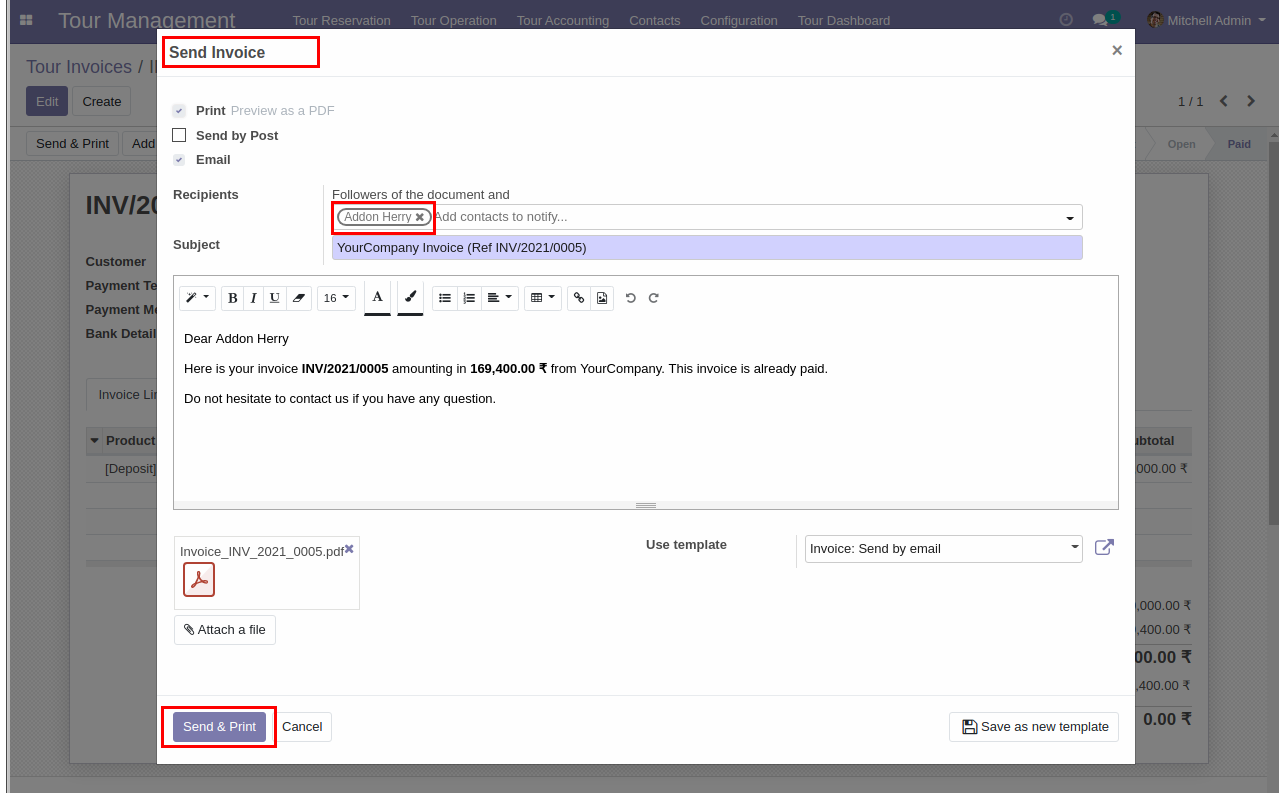 Tour Management Tour Reservation Tour Operation Tour Accounting Contacts Configuration Tour Dashboard 1 Mitchell Admin
Send Invoice ×
Tour Invoices /
Edit Create 1 / 1
Print Preview as a PDF
Send by Post
Email
Send & Print Add Open Paid
Recipients Followers of the document and
Addon Herry Add contacts to notify...
INV/20
Subject YourCompany Invoice (Ref INV/2021/0005)
Customer
Payment Te
Payment Me
Bank Detail
B I U 16 A
Dear Addon Herry
Here is your invoice INV/2021/0005 amounting in 169,400.00 ₹ from YourCompany. This invoice is already paid.
Do not hesitate to contact us if you have any question.
Invoice Lin
Product ubtotal
[Deposit] 000.00 ₹
Invoice_INV_2021_0005.pdf
Use template Invoice: Send by email
Attach a file
,000.00 ₹
,400.00 ₹
00.00 ₹
,400.00 ₹
0.00 ₹
Send & Print Cancel Save as new template